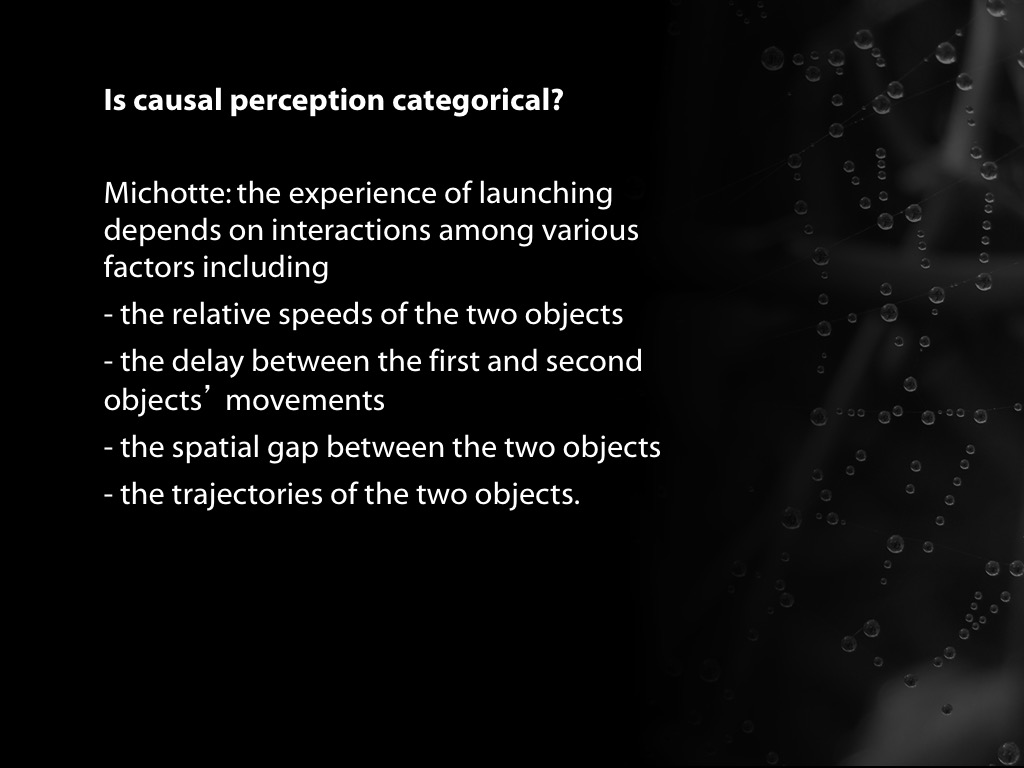 Is causal perception categorical?
Michotte: the experience of launching
depends on interactions among various
factors including
- the relative speeds of the two objects
- the delay between the first and second
objects’ movements
- the spatial gap between the two objects
- the trajectories of the two objects.